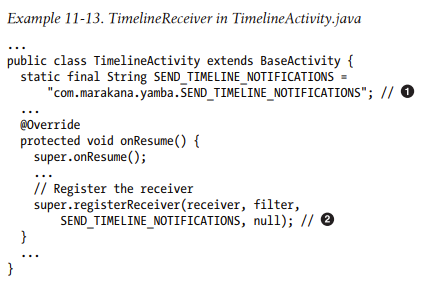 Example 11-13. TimelineReceiver in TimelineActivity.java
...
public class TimelineActivity extends BaseActivity {
  static final String SEND_TIMELINE_NOTIFICATIONS =
      "com.marakana.yamba.SEND_TIMELINE_NOTIFICATIONS"; // ❶
  ...
  @Override
  protected void onResume() {
    super.onResume();
    ...
    // Register the receiver
    super.registerReceiver(receiver, filter,
        SEND_TIMELINE_NOTIFICATIONS, null); // ❷
  }
  ...
}